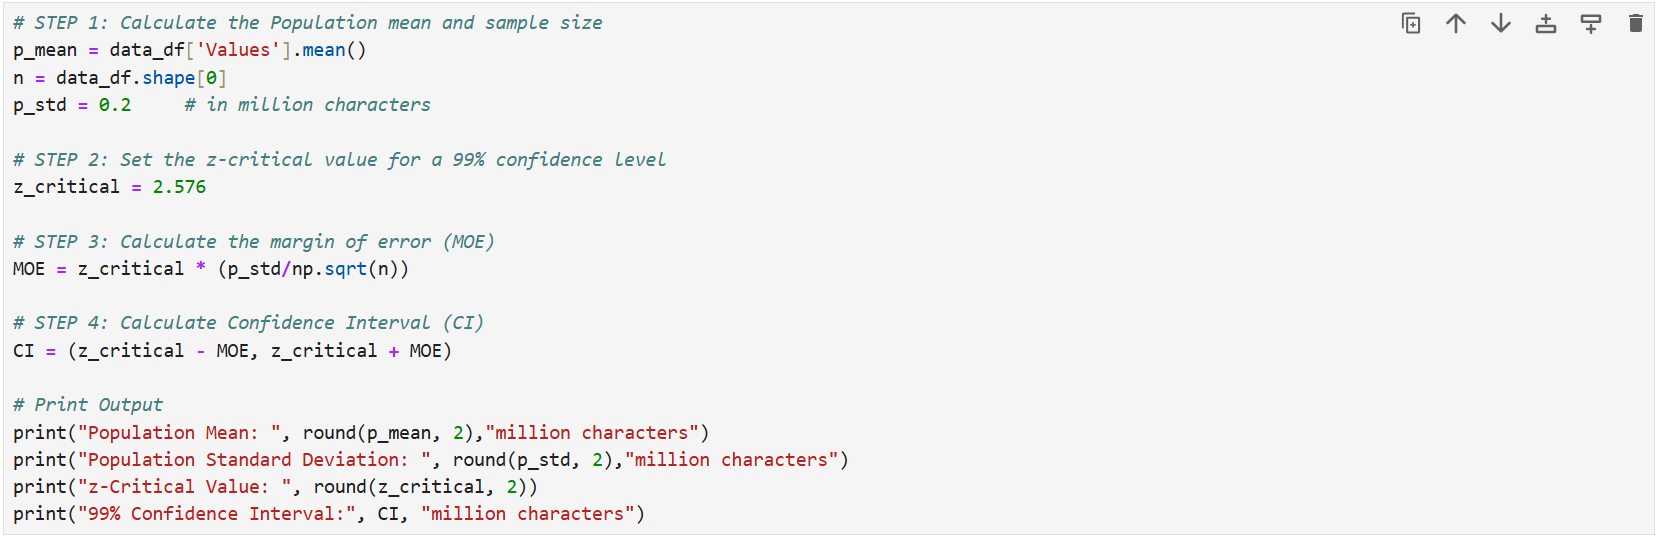 # STEP 1: Calculate the Population mean and sample size
p_mean = data_df['Values'].mean()
n = data_df.shape[0]
p_std = 0.2     # in million characters
# STEP 2: Set the z-critical value for a 99% confidence level
z_critical = 2.576
# STEP 3: Calculate the margin of error (MOE)
MOE = z_critical * (p_std/np.sqrt(n))
# STEP 4: Calculate Confidence Interval (CI)
CI = (z_critical - MOE, z_critical + MOE)
# Print Output
print("Population Mean: ", round(p_mean, 2),"million characters")
print("Population Standard Deviation: ", round(p_std, 2),"million characters")
print("z-Critical Value: ", round(z_critical, 2))
print("99% Confidence Interval:", CI, "million characters")